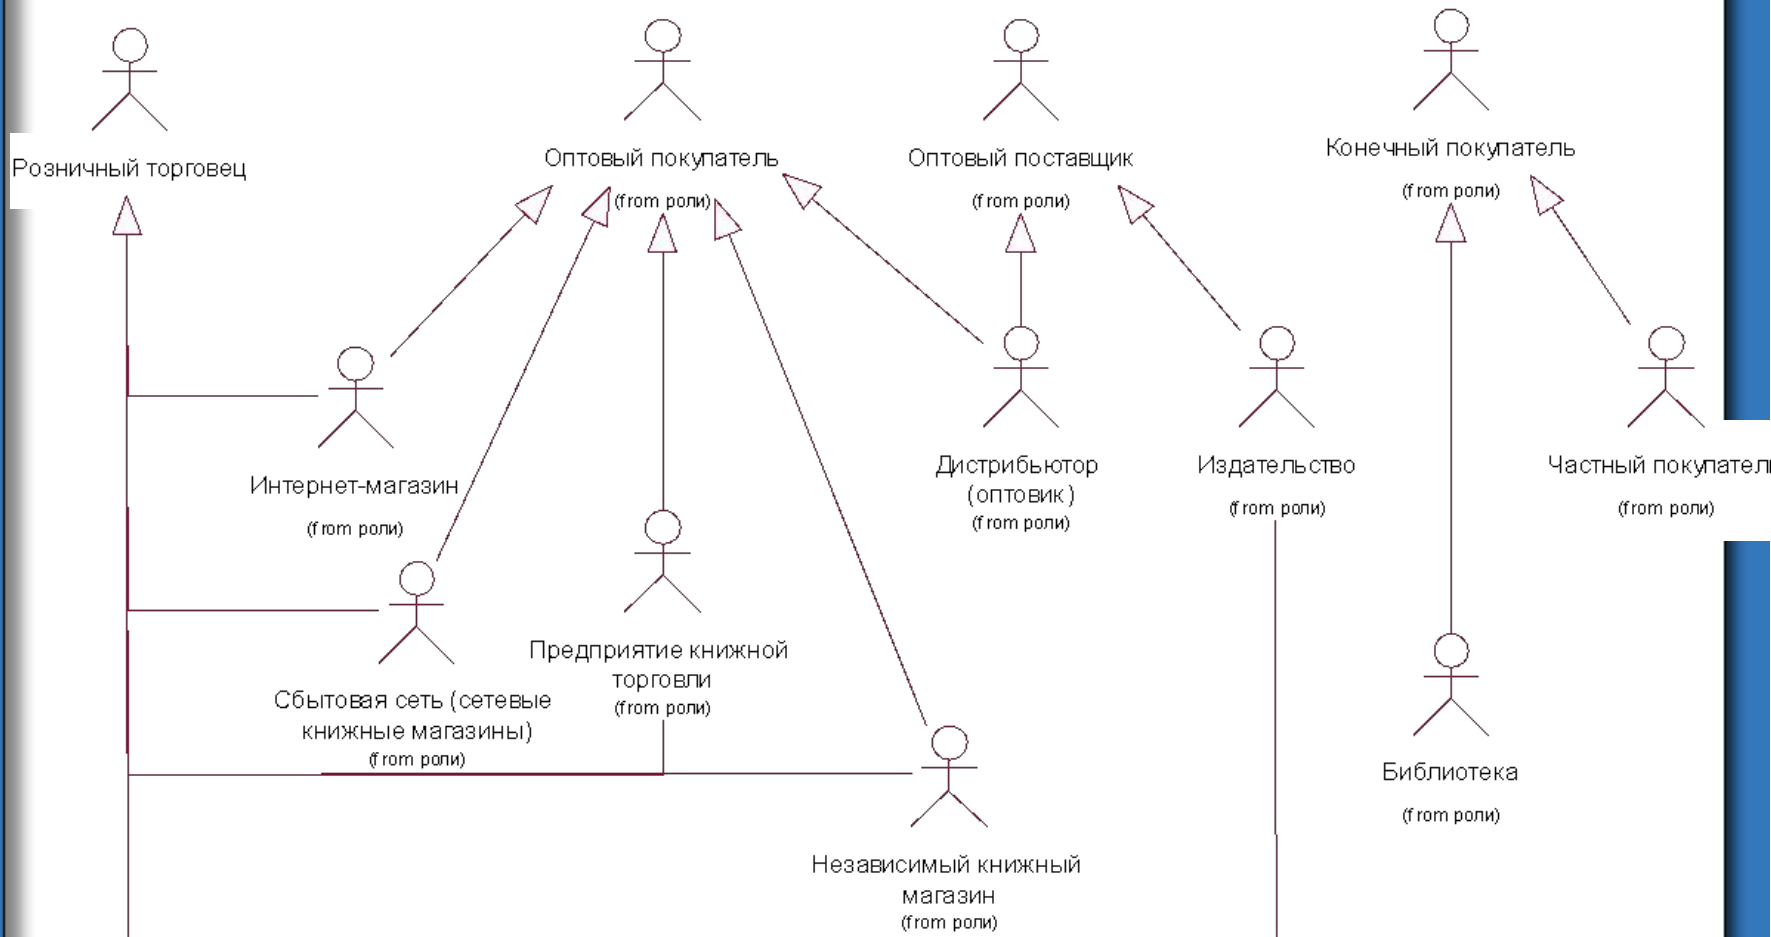 Розничный торговец
Оптовый покупатель
(from роли)
Оптовый поставщик
(from роли)
Конечный покупатель
(from роли)
Интернет-магазин
(from роли)
Дистрибьютор
(оптовик)
(from роли)
Издательство
(from роли)
Частный покупатель
(from роли)
Сбытовая сеть (сетевые
книжные магазины)
(from роли)
Предприятие книжной
торговли
(from роли)
Библиотека
(from роли)
Независимый книжный
магазин
(from роли)